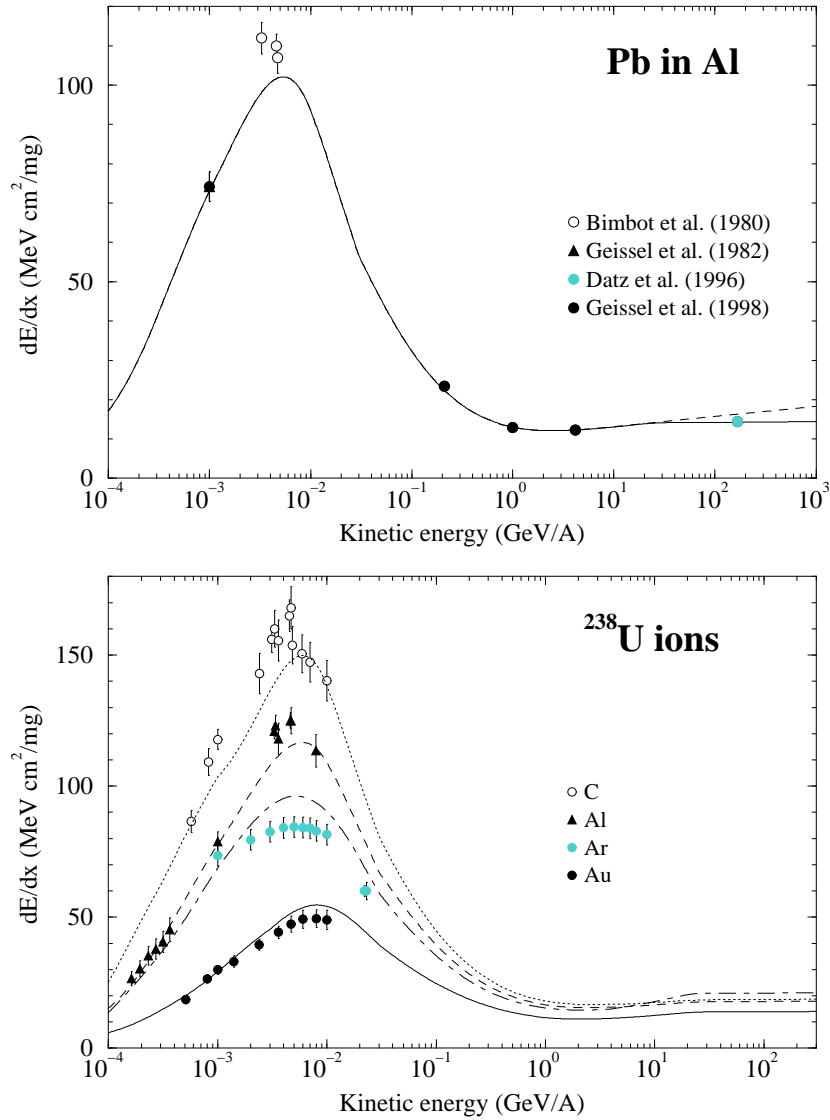 Pb in Al
100
50
0
dE/dx (MeV cm²/mg)
Bimbot et al. (1980)
Geissel et al. (1982)
Datz et al. (1996)
Geissel et al. (1998)
10⁻⁴ 10⁻³ 10⁻² 10⁻¹ 10⁰ 10¹ 10² 10³
Kinetic energy (GeV/A)
²³⁸U ions
150
100
50
0
dE/dx (MeV cm²/mg)
C
Al
Ar
Au
10⁻⁴ 10⁻³ 10⁻² 10⁻¹ 10⁰ 10¹ 10²
Kinetic energy (GeV/A)